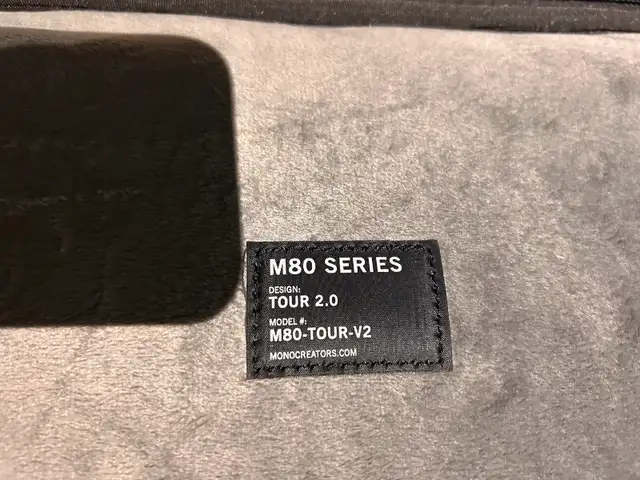 M80 SERIES
DESIGN:
TOUR 2.0
MODEL #:
M80-TOUR-V2
MONOCREATORS.COM